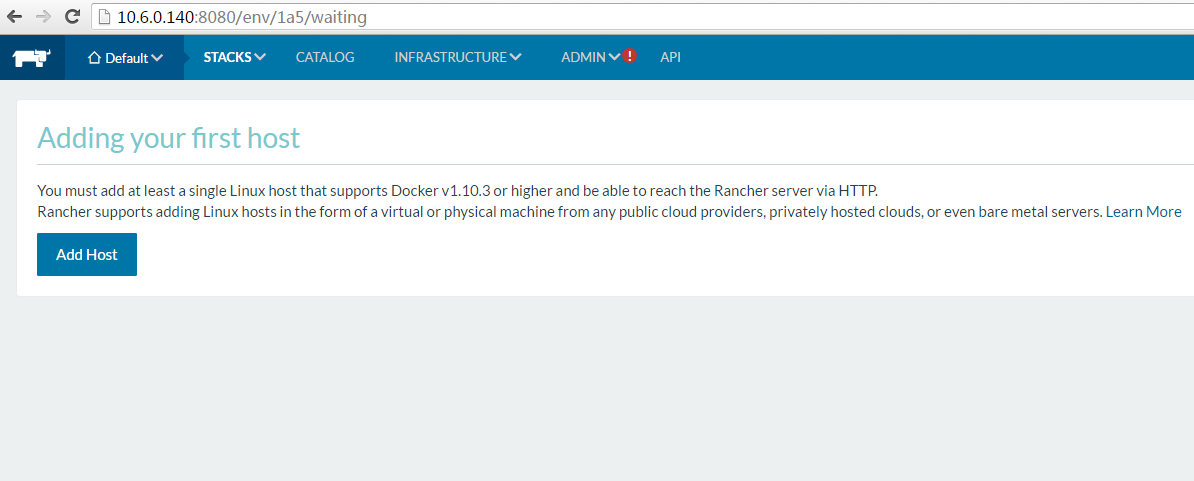 10.6.0.140:8080/env/1a5/waiting
Default STACKS CATALOG INFRASTRUCTURE ADMIN ! API
Adding your first host
You must add at least a single Linux host that supports Docker v1.10.3 or higher and be able to reach the Rancher server via HTTP.
Rancher supports adding Linux hosts in the form of a virtual or physical machine from any public cloud providers, privately hosted clouds, or even bare metal servers. Learn More
Add Host